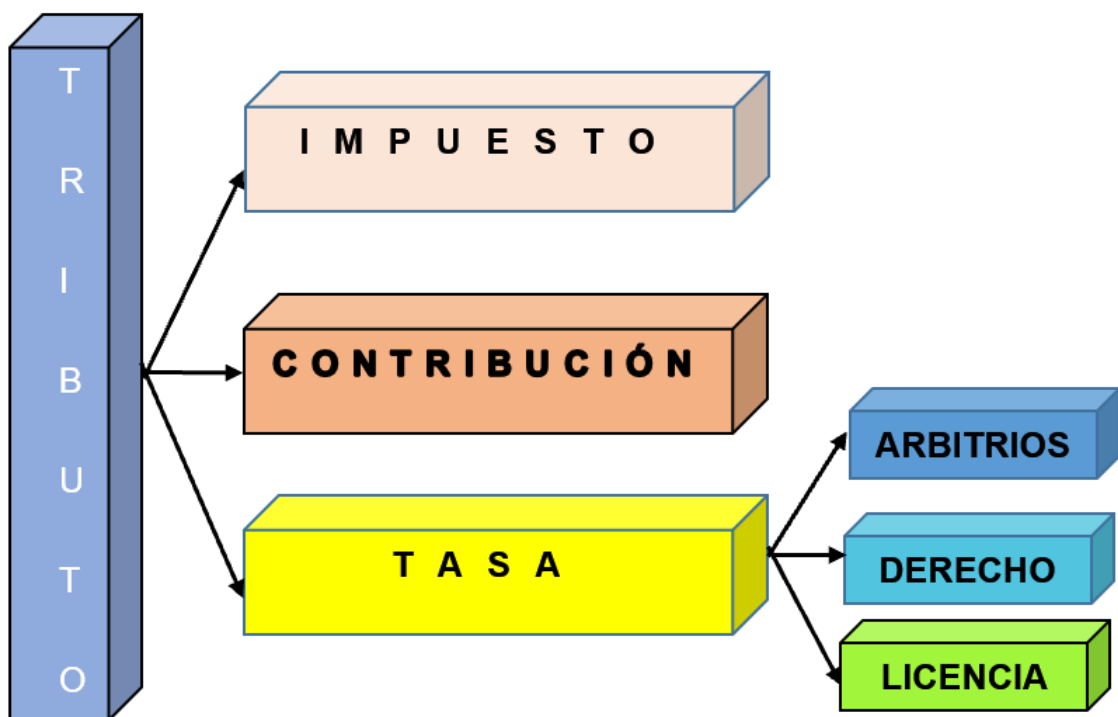 TRIBUTO
IMPUESTO
CONTRIBUCIÓN
TASA
ARBITRIOS
DERECHO
LICENCIA